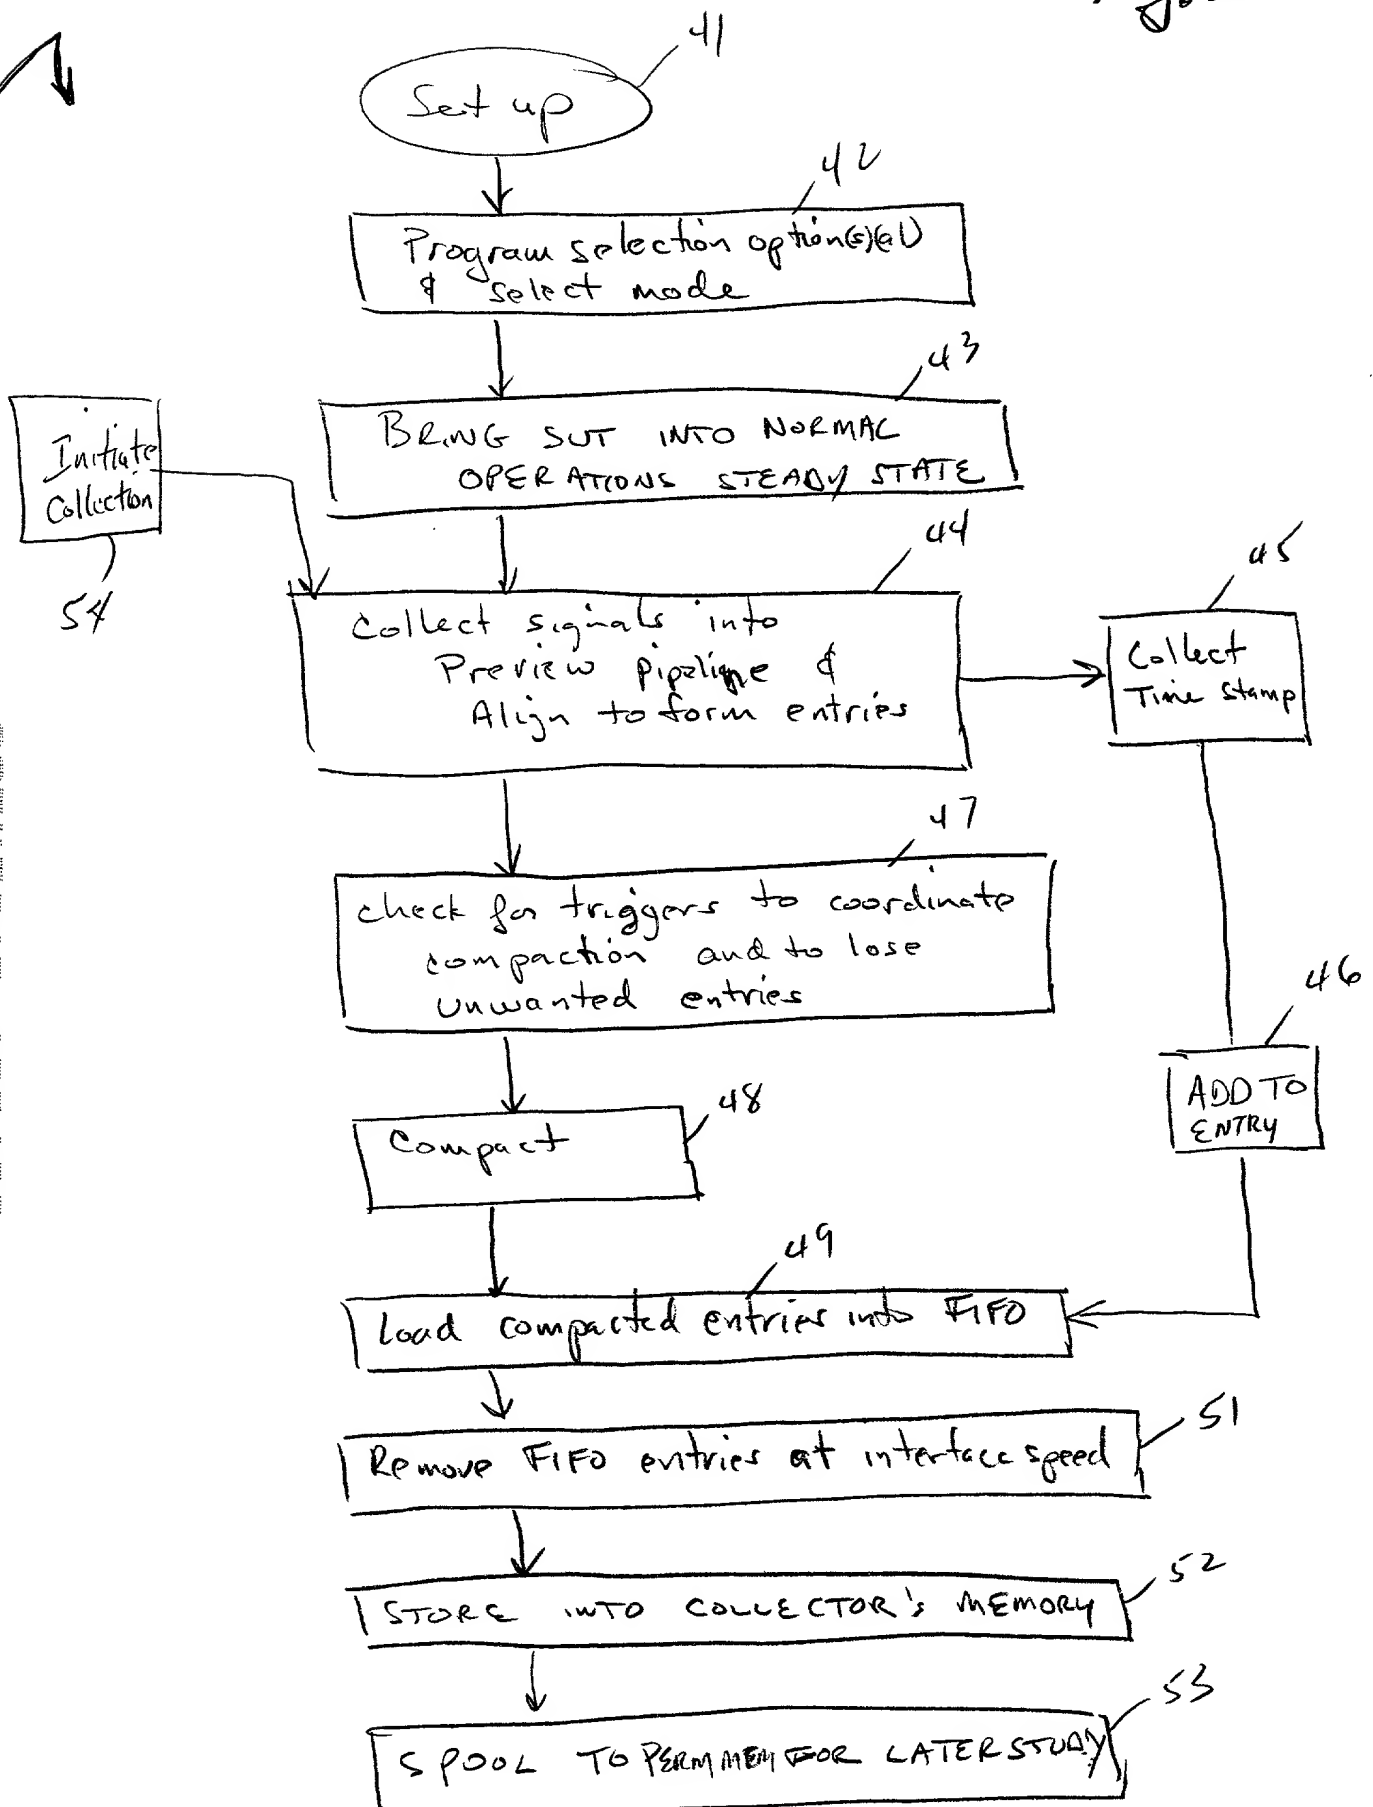 41
Set up
42
Program selection option(s)
& select mode
43
BRING SUT INTO NORMAL
OPERATIONS STEADY STATE
Initiate
Collection
54
44
Collect signals into
Preview pipeline &
Align to form entries
45
Collect
Time Stamp
47
check for triggers to coordinate
compaction and to lose
unwanted entries
46
ADD TO
ENTRY
48
Compact
49
Load compacted entries into FIFO
51
Remove FIFO entries at interface speed
52
STORE INTO COLLECTOR'S MEMORY
53
SPOOL TO PERM MEM FOR LATER STUDY